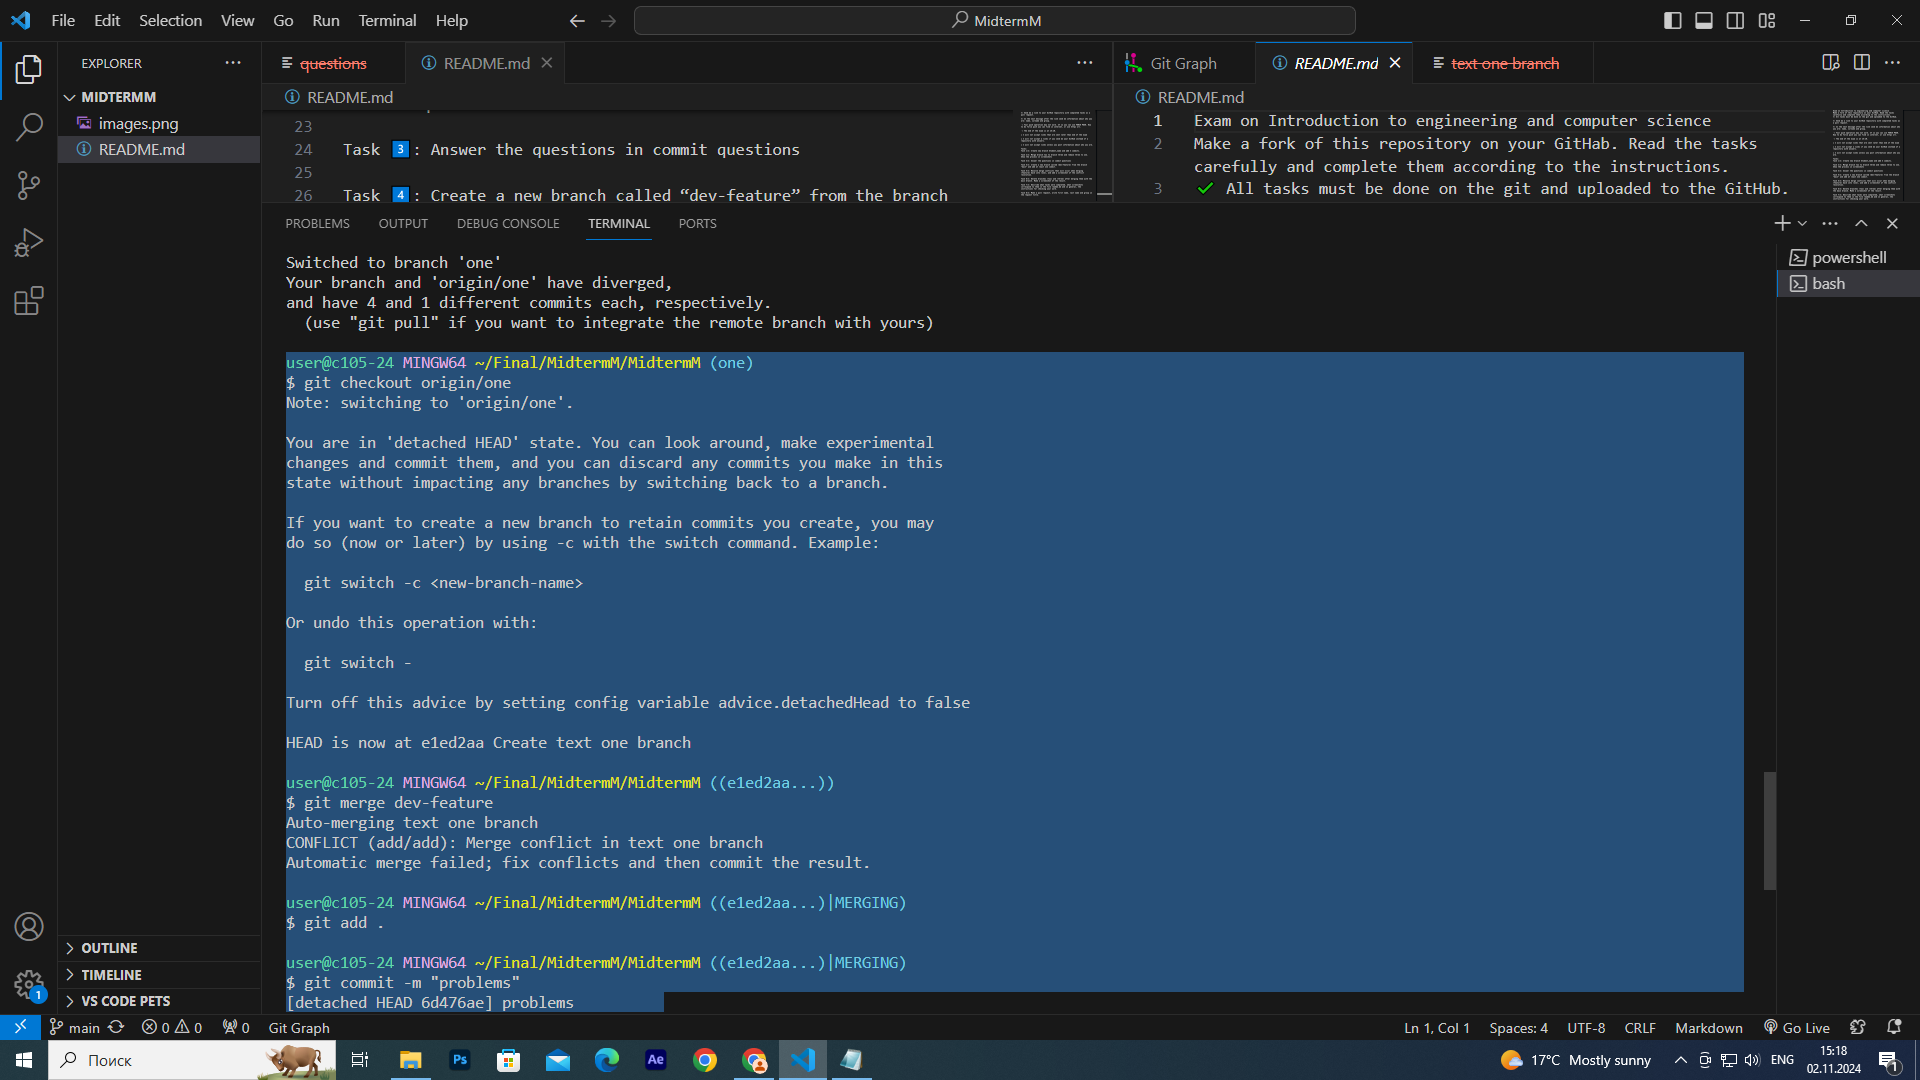 File Edit Selection View Go Run Terminal Help
MidtermM
EXPLORER
MIDTERMM
images.png
README.md
OUTLINE
TIMELINE
VS CODE PETS
1
questions
README.md
README.md
23
24 Task 3: Answer the questions in commit questions
25
26 Task 4: Create a new branch called “dev-feature” from the branch
Git Graph
README.md
text one branch
README.md
1 Exam on Introduction to engineering and computer science
2 Make a fork of this repository on your GitHab. Read the tasks
carefully and complete them according to the instructions.
3 ✔ All tasks must be done on the git and uploaded to the GitHub.
PROBLEMS OUTPUT DEBUG CONSOLE TERMINAL PORTS
powershell
bash
Switched to branch 'one'
Your branch and 'origin/one' have diverged,
and have 4 and 1 different commits each, respectively.
(use "git pull" if you want to integrate the remote branch with yours)
user@c105-24 MINGW64 ~/Final/MidtermM/MidtermM (one)
$ git checkout origin/one
Note: switching to 'origin/one'.
You are in 'detached HEAD' state. You can look around, make experimental
changes and commit them, and you can discard any commits you make in this
state without impacting any branches by switching back to a branch.
If you want to create a new branch to retain commits you create, you may
do so (now or later) by using -c with the switch command. Example:
git switch -c <new-branch-name>
Or undo this operation with:
git switch -
Turn off this advice by setting config variable advice.detachedHead to false
HEAD is now at e1ed2aa Create text one branch
user@c105-24 MINGW64 ~/Final/MidtermM/MidtermM ((e1ed2aa...))
$ git merge dev-feature
Auto-merging text one branch
CONFLICT (add/add): Merge conflict in text one branch
Automatic merge failed; fix conflicts and then commit the result.
user@c105-24 MINGW64 ~/Final/MidtermM/MidtermM ((e1ed2aa...)|MERGING)
$ git add .
user@c105-24 MINGW64 ~/Final/MidtermM/MidtermM ((e1ed2aa...)|MERGING)
$ git commit -m "problems"
[detached HEAD 6d476ae] problems
main 0 0 0 Git Graph
Ln 1, Col 1 Spaces: 4 UTF-8 CRLF Markdown Go Live
Поиск
Ps
Ae
17°C Mostly sunny
ENG
15:18
02.11.2024
1